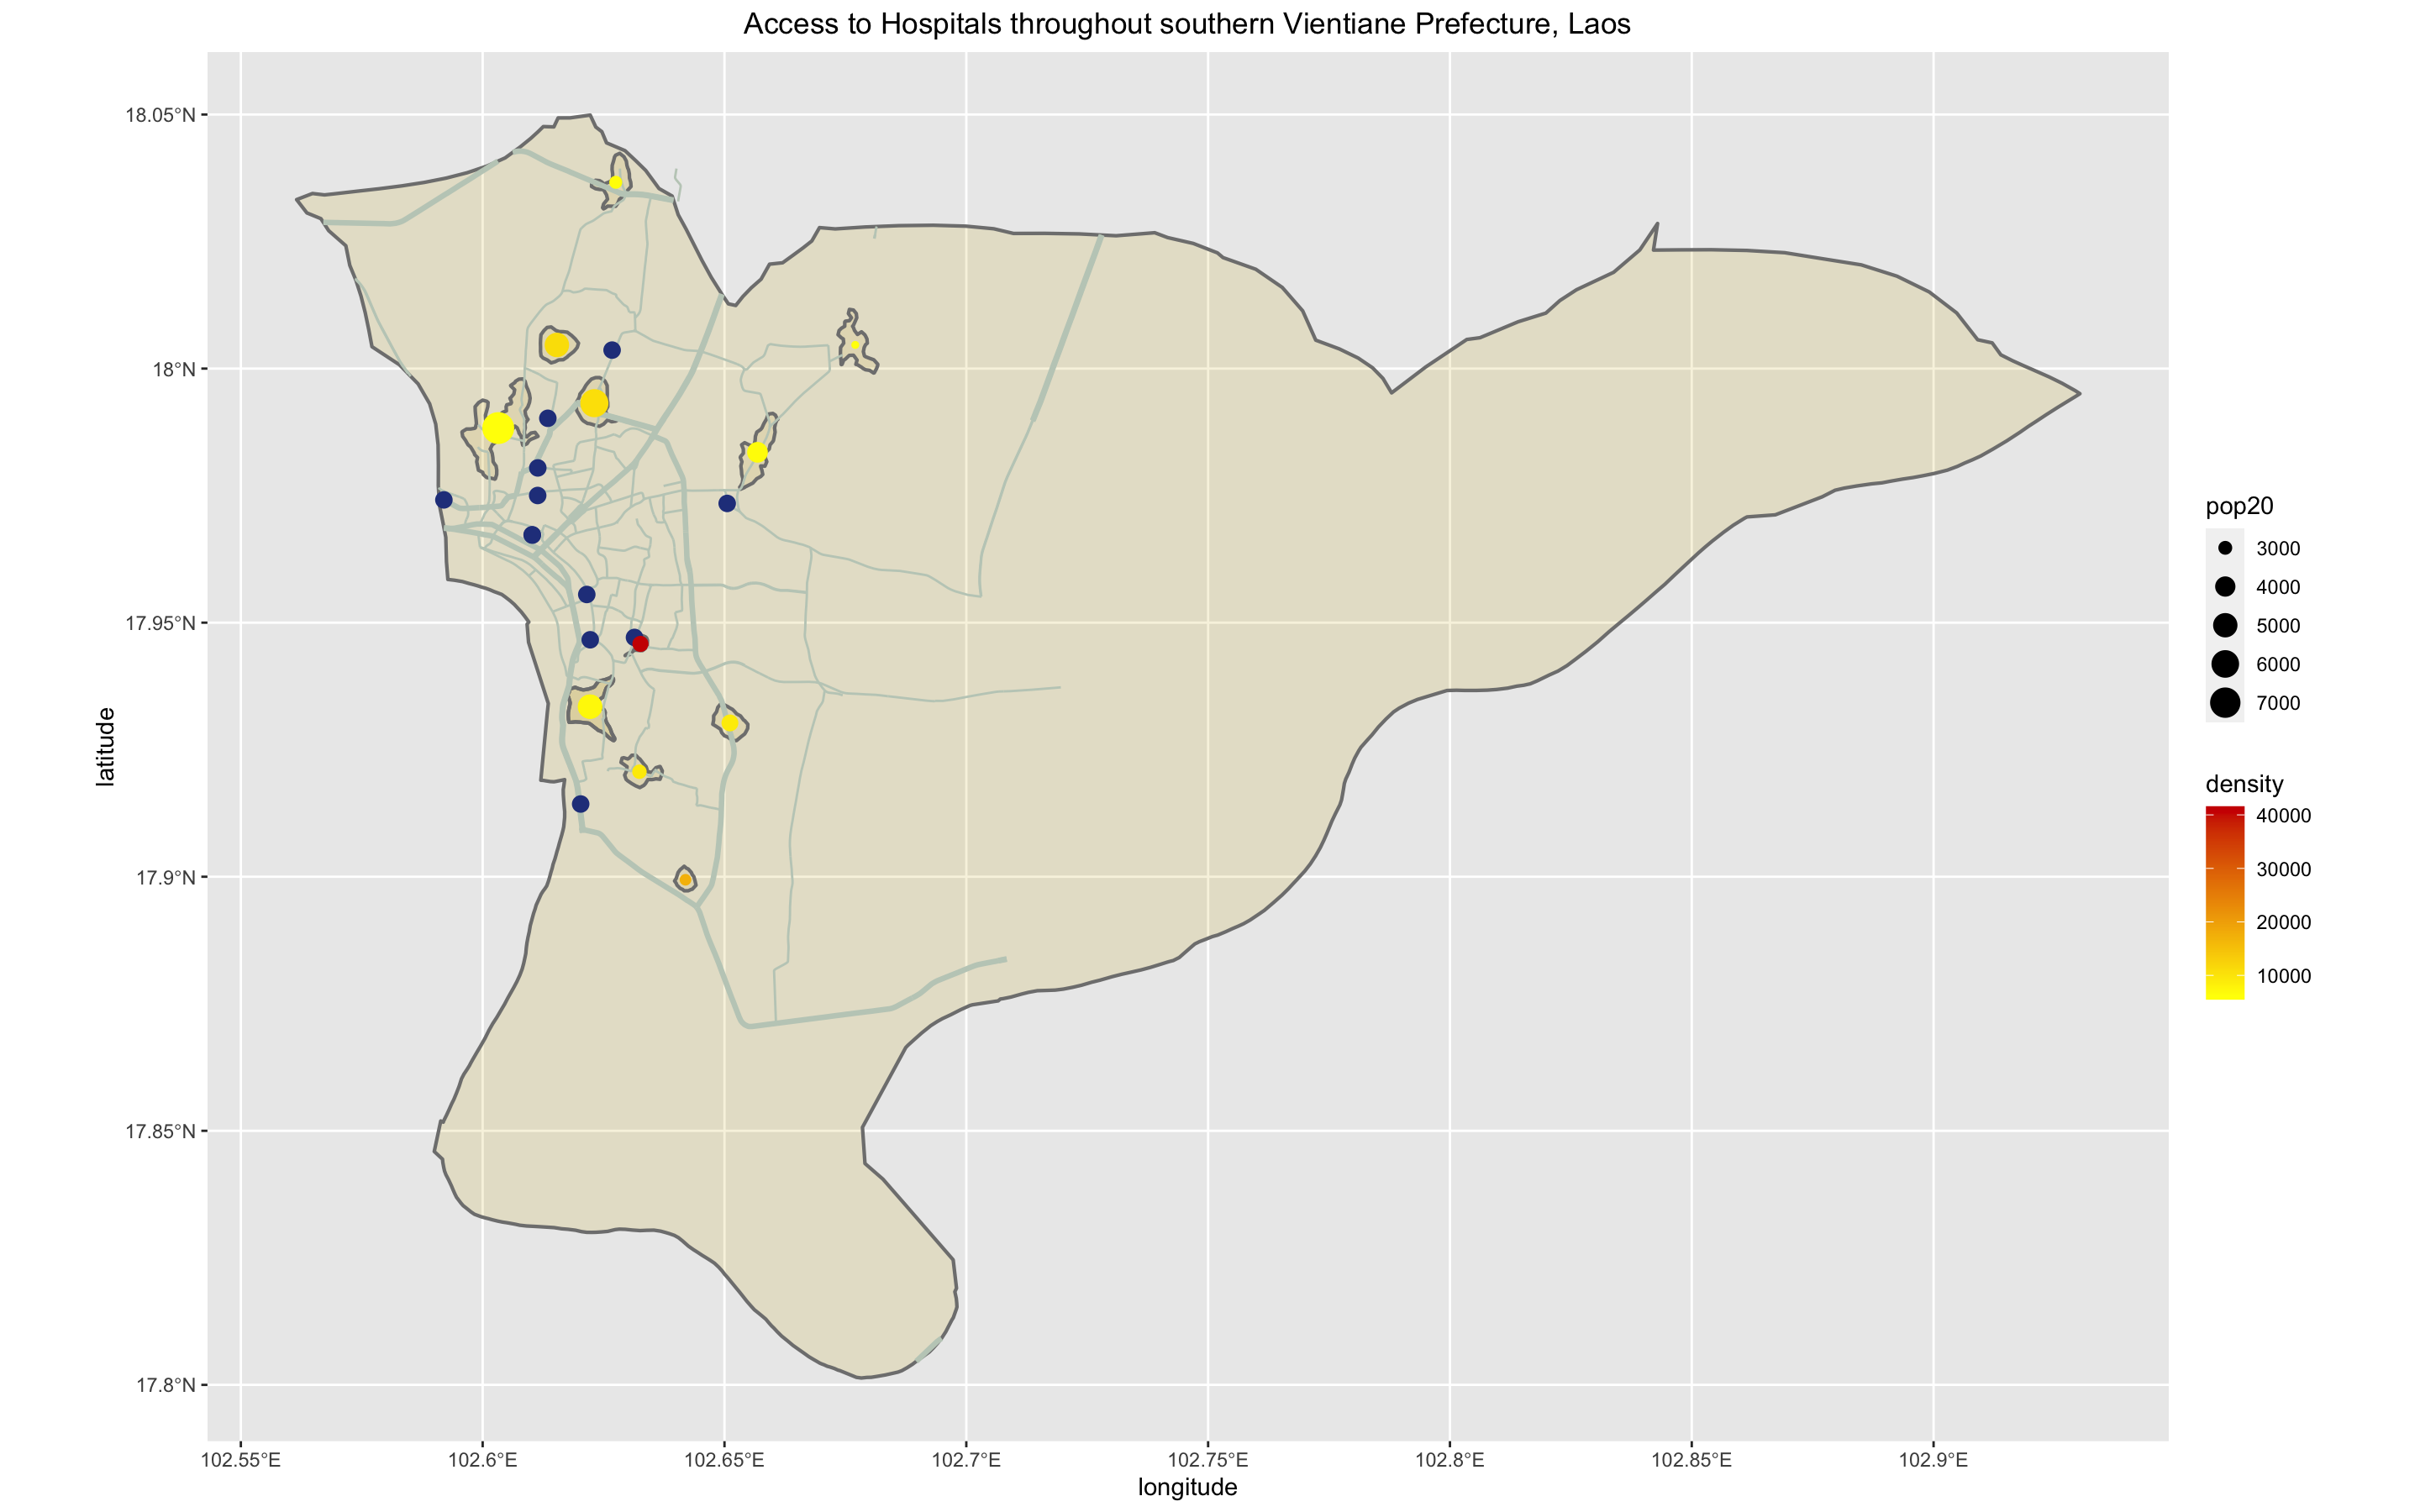 Access to Hospitals throughout southern Vientiane Prefecture, Laos
18.05°N
18°N
17.95°N
17.9°N
17.85°N
17.8°N
latitude
102.55°E
102.6°E
102.65°E
102.7°E
102.75°E
102.8°E
102.85°E
102.9°E
longitude
pop20
3000
4000
5000
6000
7000
density
40000
30000
20000
10000